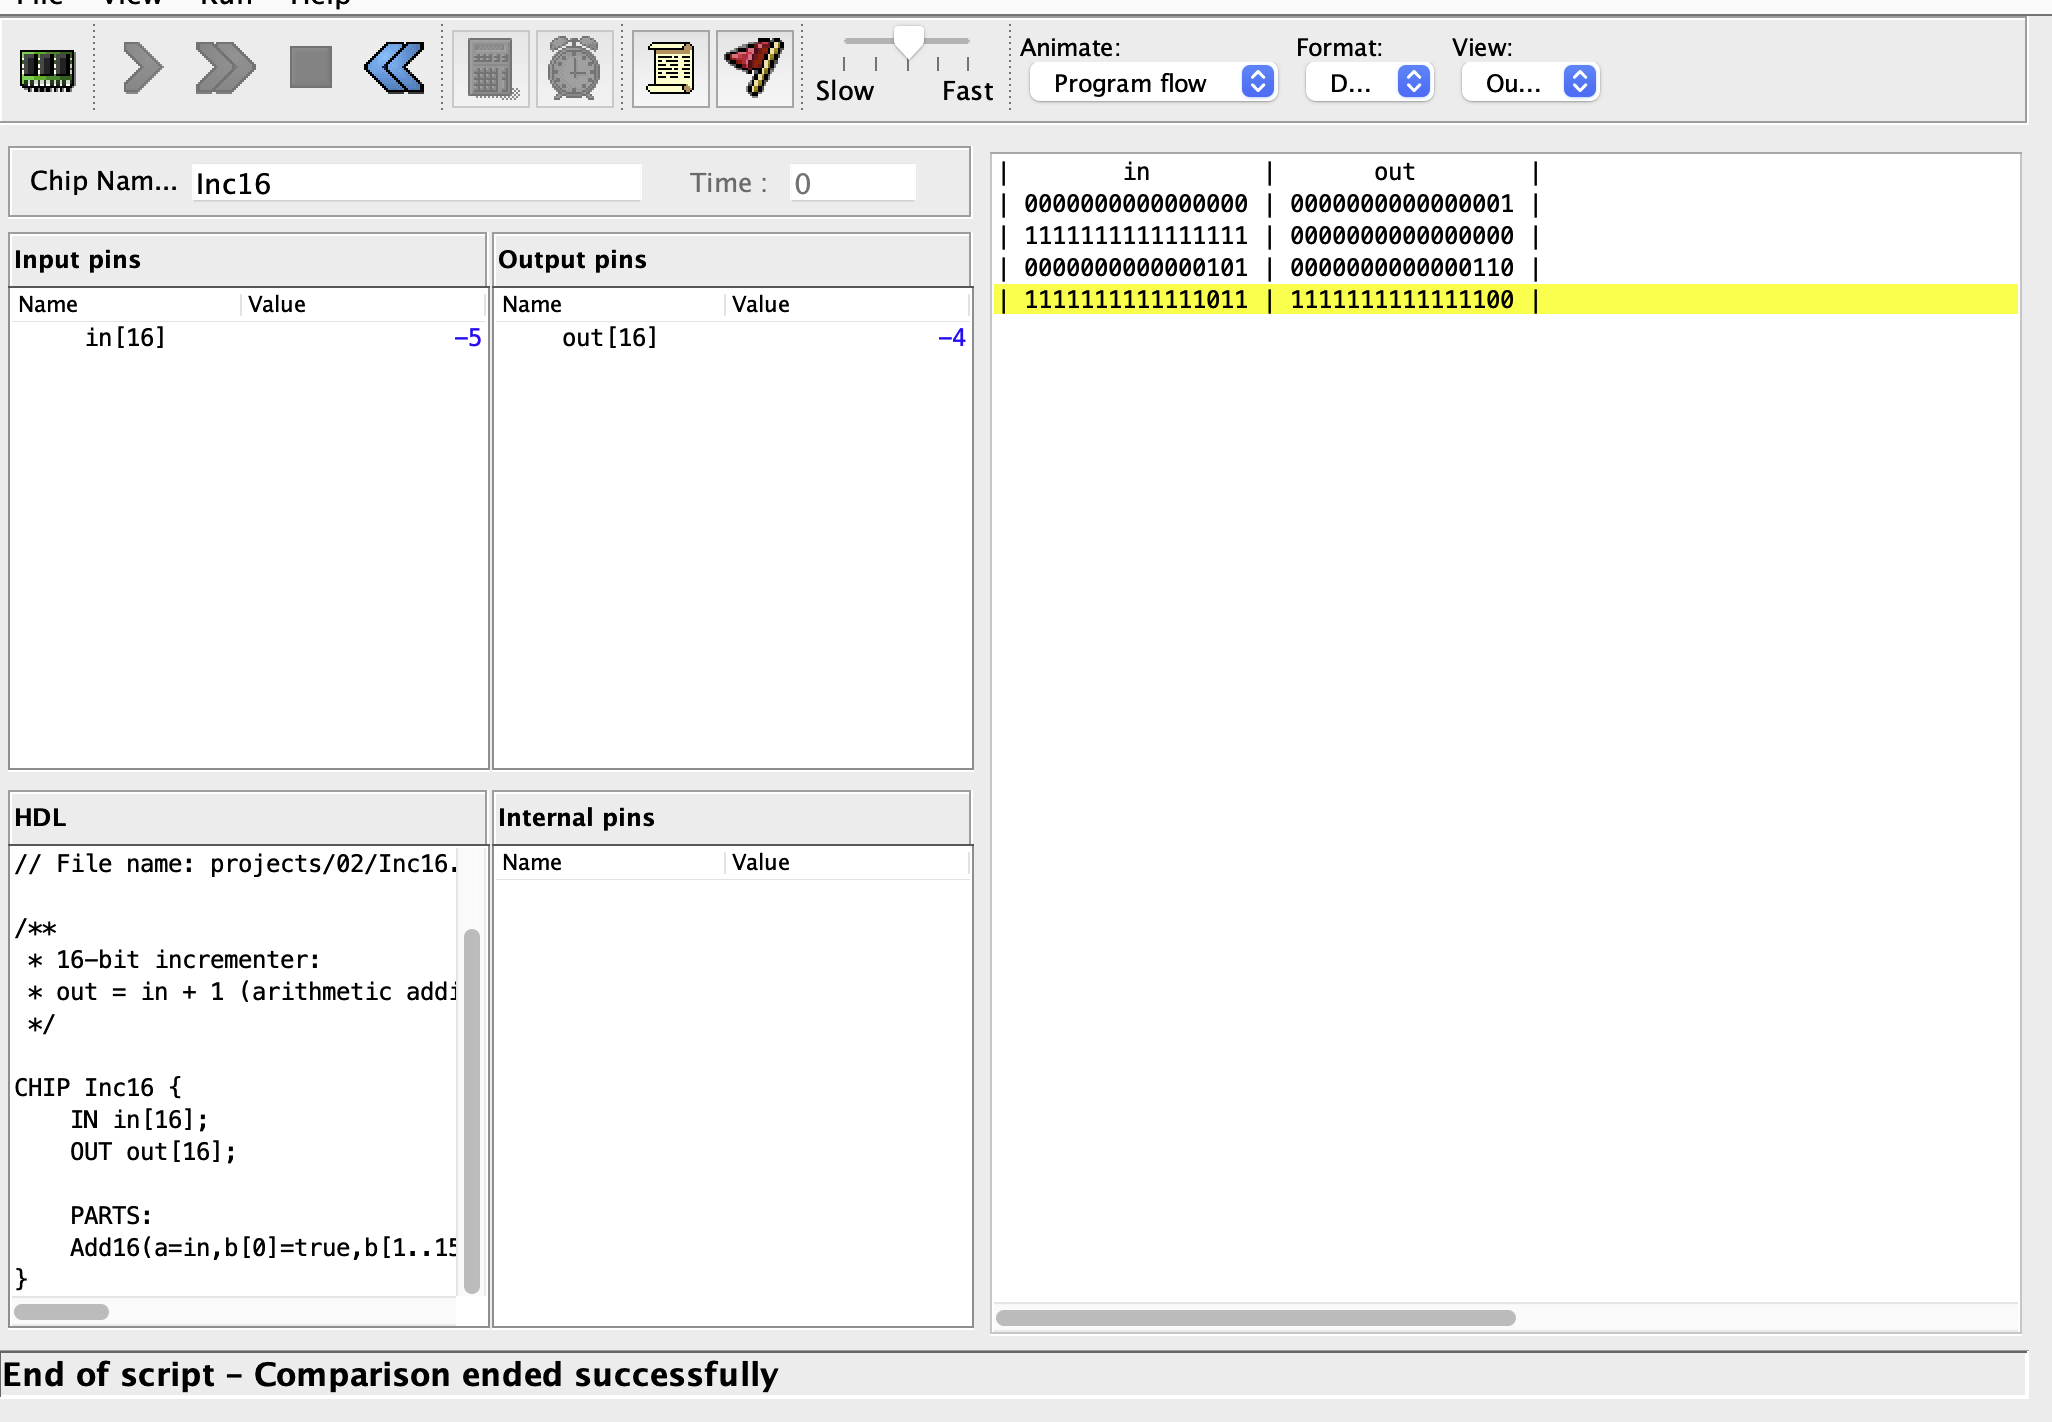 File View Run Help
Slow Fast
Animate: Format: View:
Program flow D... Ou...
Chip Nam... Inc16 Time : 0
Input pins
Name Value
in[16] -5
Output pins
Name Value
out[16] -4
HDL
// File name: projects/02/Inc16.
/**
* 16-bit incrementer:
* out = in + 1 (arithmetic addi
*/
CHIP Inc16 {
IN in[16];
OUT out[16];
PARTS:
Add16(a=in,b[0]=true,b[1..15
}
Internal pins
Name Value
| in | out |
| 0000000000000000 | 0000000000000001 |
| 1111111111111111 | 0000000000000000 |
| 0000000000000101 | 0000000000000110 |
| 1111111111111011 | 1111111111111100 |
End of script - Comparison ended successfully